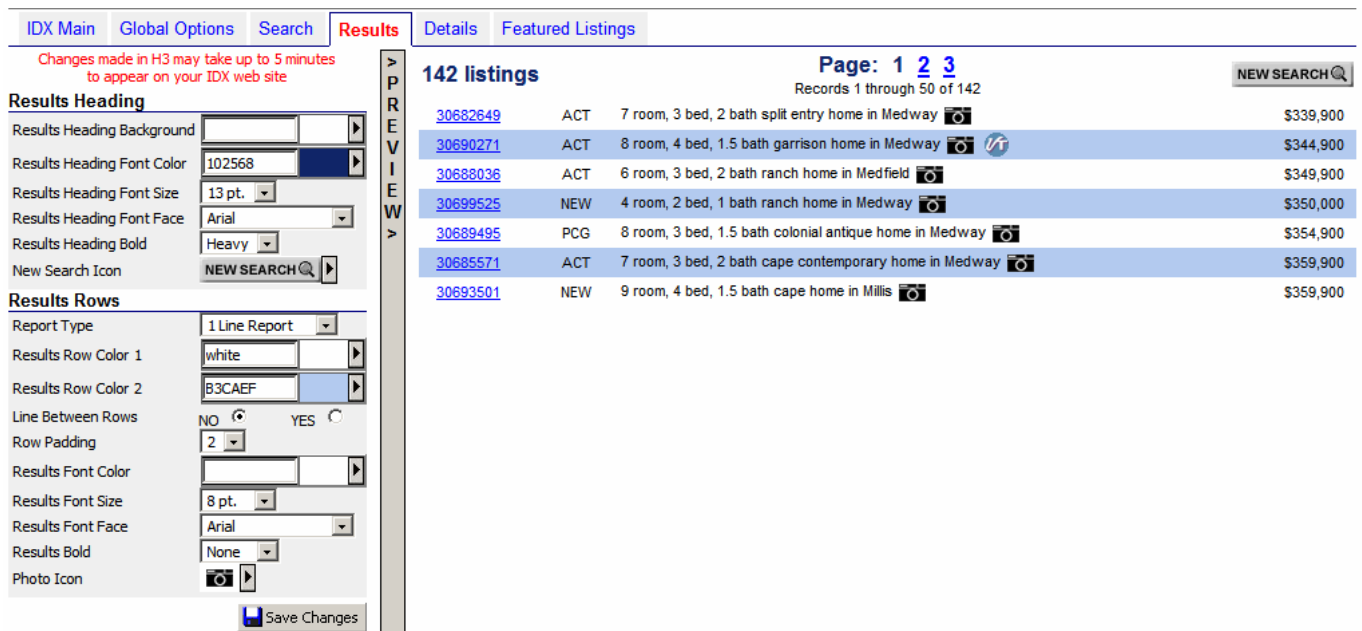 IDX Main Global Options Search Results Details Featured Listings
Changes made in H3 may take up to 5 minutes
to appear on your IDX web site
Results Heading
Results Heading Background
Results Heading Font Color 102568
Results Heading Font Size 13 pt.
Results Heading Font Face Arial
Results Heading Bold Heavy
New Search Icon NEW SEARCH
Results Rows
Report Type 1 Line Report
Results Row Color 1 white
Results Row Color 2 B3CAEF
Line Between Rows NO YES
Row Padding 2
Results Font Color
Results Font Size 8 pt.
Results Font Face Arial
Results Bold None
Photo Icon
Save Changes
> PREVIEW >
142 listings Page: 1 2 3 NEW SEARCH
Records 1 through 50 of 142
30682649 ACT 7 room, 3 bed, 2 bath split entry home in Medway $339,900
30690271 ACT 8 room, 4 bed, 1.5 bath garrison home in Medway VT $344,900
30688036 ACT 6 room, 3 bed, 2 bath ranch home in Medfield $349,900
30699525 NEW 4 room, 2 bed, 1 bath ranch home in Medway $350,000
30689495 PCG 8 room, 3 bed, 1.5 bath colonial antique home in Medway $354,900
30685571 ACT 7 room, 3 bed, 2 bath cape contemporary home in Medway $359,900
30693501 NEW 9 room, 4 bed, 1.5 bath cape home in Millis $359,900